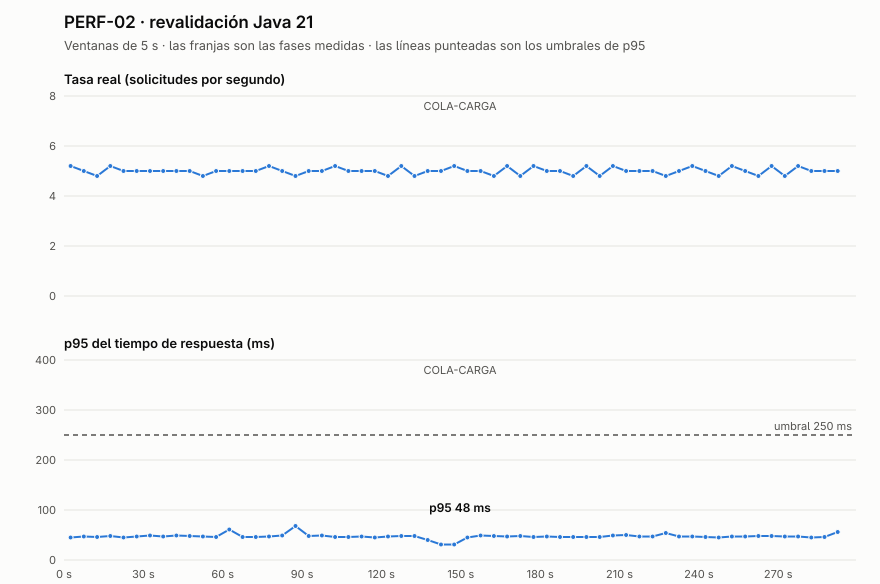 PERF-02 · revalidación Java 21
Ventanas de 5 s · las franjas son las fases medidas · las líneas punteadas son los umbrales de p95
Tasa real (solicitudes por segundo)
8
COLA-CARGA
6
4
2
0
p95 del tiempo de respuesta (ms)
400
COLA-CARGA
300
umbral 250 ms
200
100
p95 48 ms
0
0 s 30 s 60 s 90 s 120 s 150 s 180 s 210 s 240 s 270 s